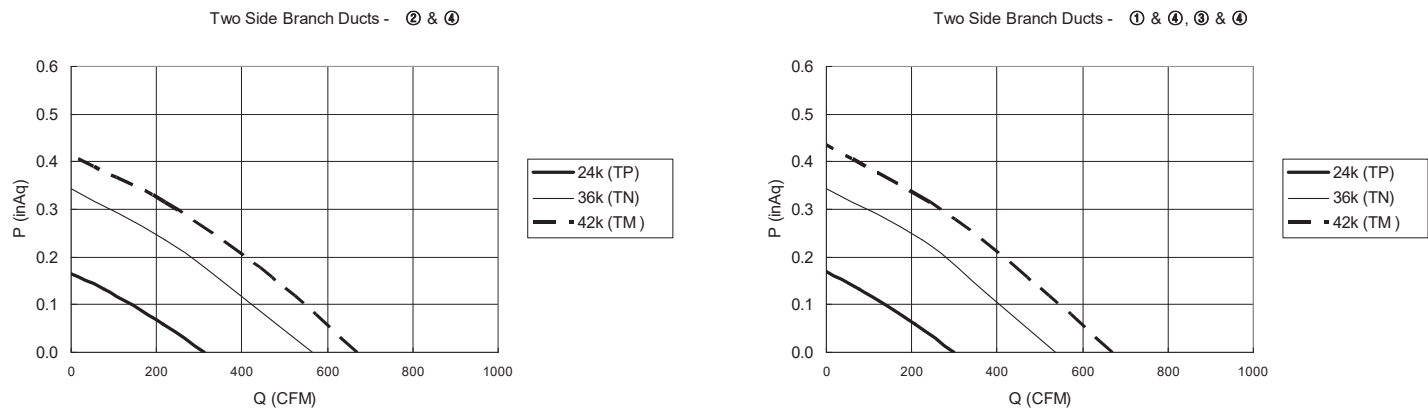 Two Side Branch Ducts - ② & ④
0.6
0.5
0.4
0.3
0.2
0.1
0.0
P (inAq)
0 200 400 600 800 1000
Q (CFM)
24k (TP)
36k (TN)
42k (TM )
Two Side Branch Ducts - ① & ④, ③ & ④
0.6
0.5
0.4
0.3
0.2
0.1
0.0
P (inAq)
0 200 400 600 800 1000
Q (CFM)
24k (TP)
36k (TN)
42k (TM )